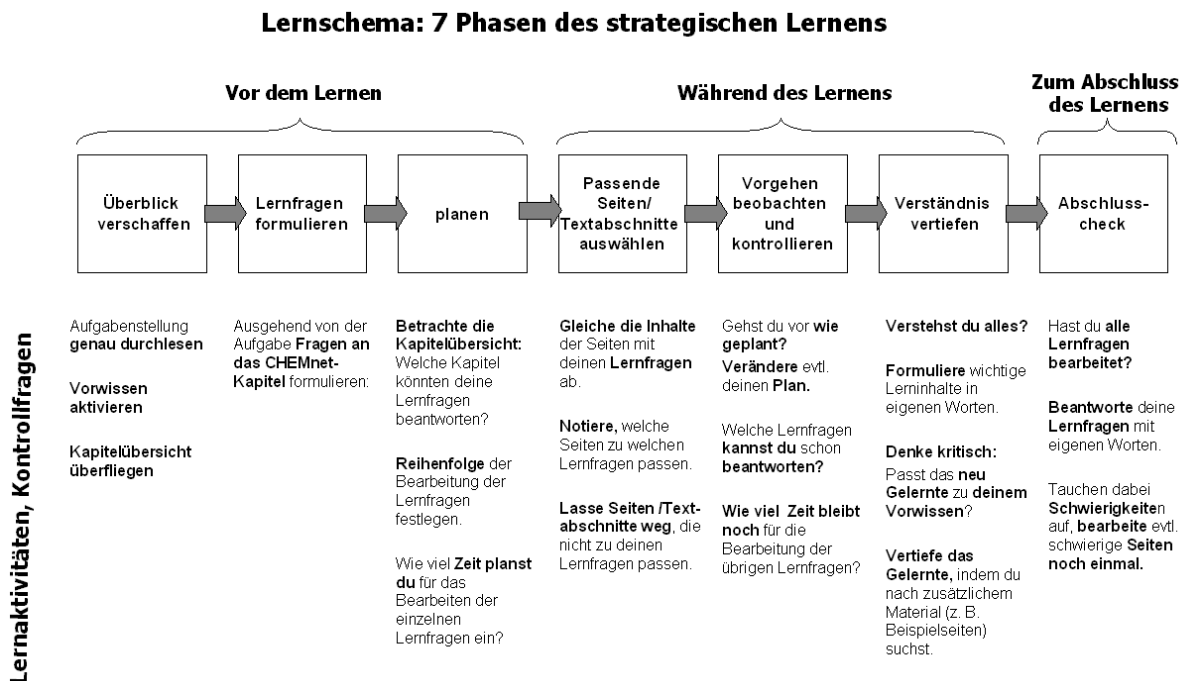 Lernschema: 7 Phasen des strategischen Lernens
Vor dem Lernen
Während des Lernens
Zum Abschluss
des Lernens
Überblick
verschaffen
Lernfragen
formulieren
planen
Passende
Seiten/
Textabschnitte
auswählen
Vorgehen
beobachten
und
kontrollieren
Verständnis
vertiefen
Abschluss-
check
Lernaktivitäten, Kontrollfragen
Aufgabenstellung
genau durchlesen
Vorwissen
aktivieren
Kapitelübersicht
überfliegen
Ausgehend von der
Aufgabe Fragen an
das CHEMnet-
Kapitel formulieren:
Betrachte die
Kapitelübersicht:
Welche Kapitel
könnten deine
Lernfragen
beantworten?
Reihenfolge der
Bearbeitung der
Lernfragen
festlegen.
Wie viel Zeit planst
du für das
Bearbeiten der
einzelnen
Lernfragen ein?
Gleiche die Inhalte
der Seiten mit
deinen Lernfragen
ab.
Notiere, welche
Seiten zu welchen
Lernfragen passen.
Lasse Seiten /Text-
abschnitte weg, die
nicht zu deinen
Lernfragen passen.
Gehst du vor wie
geplant?
Verändere evtl.
deinen Plan.
Welche Lernfragen
kannst du schon
beantworten?
Wie viel Zeit bleibt
noch für die
Bearbeitung der
übrigen Lernfragen?
Verstehst du alles?
Formuliere wichtige
Lerninhalte in
eigenen Worten.
Denke kritisch:
Passt das neu
Gelernte zu deinem
Vorwissen?
Vertiefe das
Gelernte, indem du
nach zusätzlichem
Material (z. B.
Beispielseiten)
suchst.
Hast du alle
Lernfragen
bearbeitet?
Beantworte deine
Lernfragen mit
eigenen Worten.
Tauchen dabei
Schwierigkeiten
auf, bearbeite evtl.
schwierige Seiten
noch einmal.